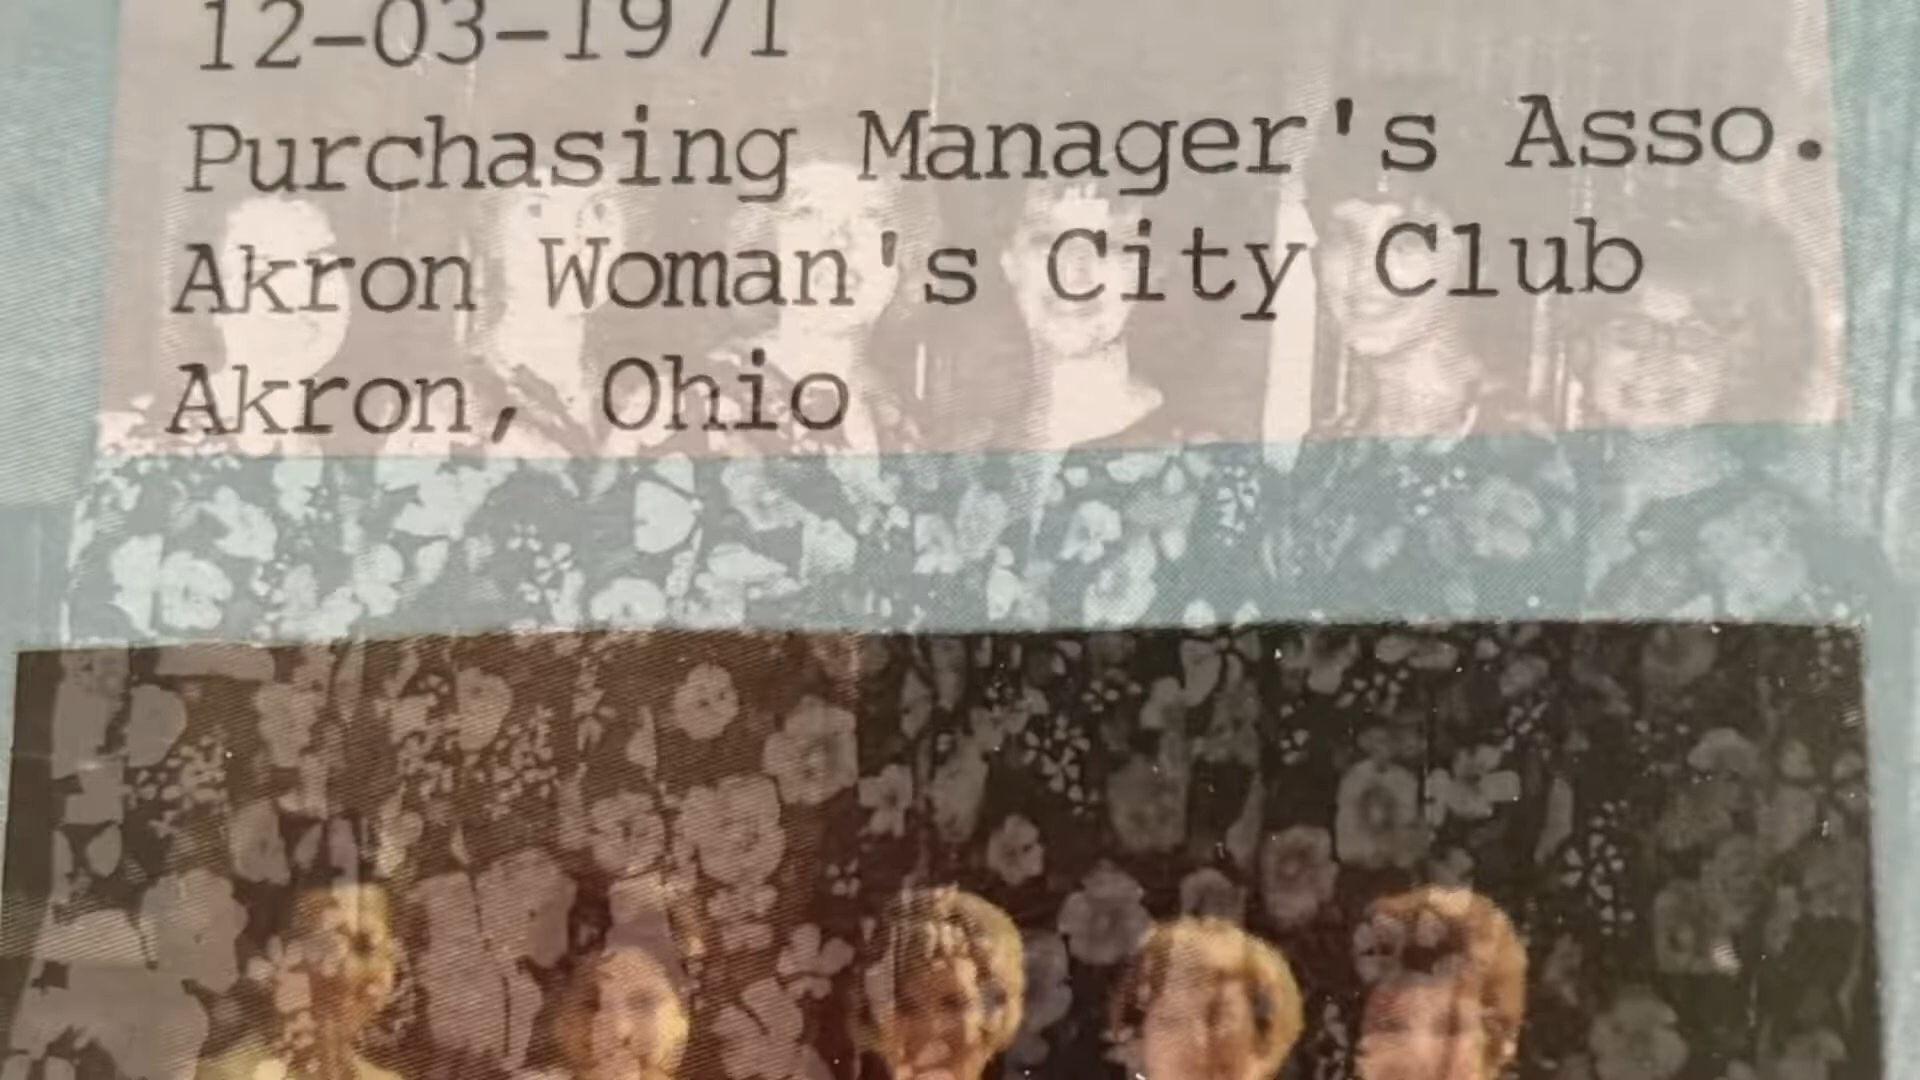 12-03-1971
Purchasing Manager's Asso.
Akron Woman's City Club
Akron, Ohio